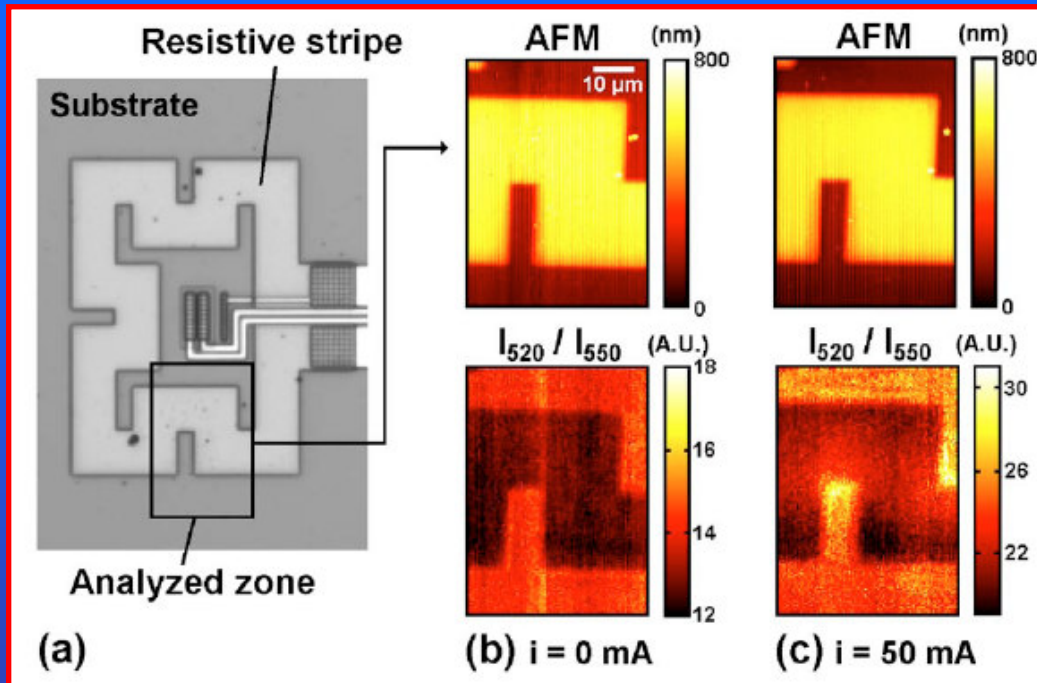 Resistive stripe
Substrate
Analyzed zone
(a)
AFM (nm)
10 µm
800
0
I520 / I550 (A.U.)
18
16
14
12
(b) i = 0 mA
AFM (nm)
800
0
I520 / I550 (A.U.)
30
26
22
(c) i = 50 mA